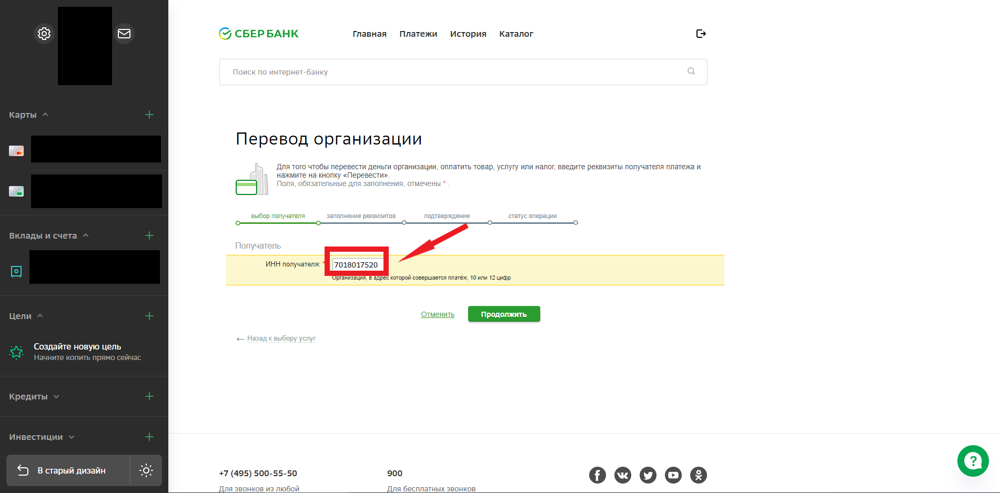 СБЕР БАНК
Главная Платежи История Каталог
Поиск по интернет-банку
Карты
Вклады и счета
Цели
Создайте новую цель
Начните копить прямо сейчас
Кредиты
Инвестиции
В старый дизайн
Перевод организации
Для того чтобы перевести деньги организации, оплатить товар, услугу или налог, введите реквизиты получателя платежа и
нажмите на кнопку «Перевести».
Поля, обязательные для заполнения, отмечены * .
выбор получателя заполнение реквизитов подтверждение статус операции
Получатель
ИНН получателя: * 7018017520
Организация, в адрес которой совершается платёж, 10 или 12 цифр
Отменить Продолжить
← Назад к выбору услуг
+7 (495) 500-55-50 900
Для звонков из любой Для бесплатных звонков